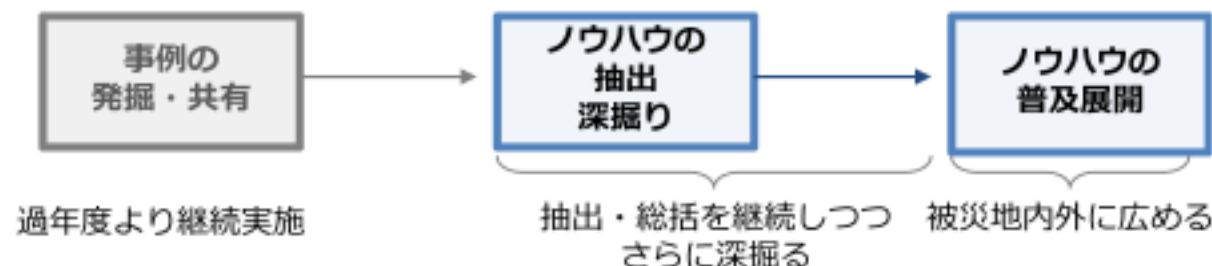 事例の
発掘・共有
ノウハウの
抽出
深掘り
ノウハウの
普及展開
過年度より継続実施
抽出・総括を継続しつつ
さらに深掘る
被災地内外に広める